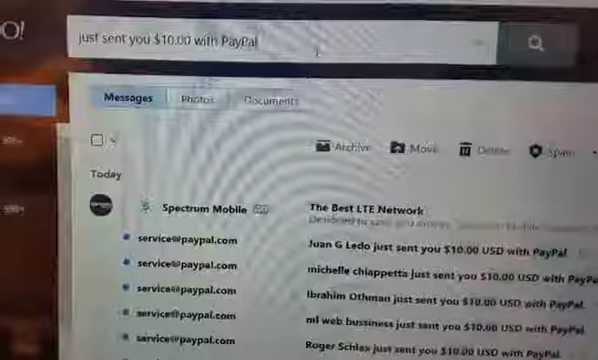 O!
just sent you $10.00 with PayPal
Messages Photos Documents
Archive Move Delete Spam
Today
Spectrum Mobile AD The Best LTE Network
service@paypal.com Juan G Ledo just sent you $10.00 USD with PayPal
service@paypal.com michelle chiappetta just sent you $10.00 USD with PayPa
service@paypal.com Ibrahim Othman just sent you $10.00 USD with PayPal
service@paypal.com ml web bussiness just sent you $10.00 USD with PayPal
service@paypal.com Roger Schlax just sent you $10.00 USD with PayPal